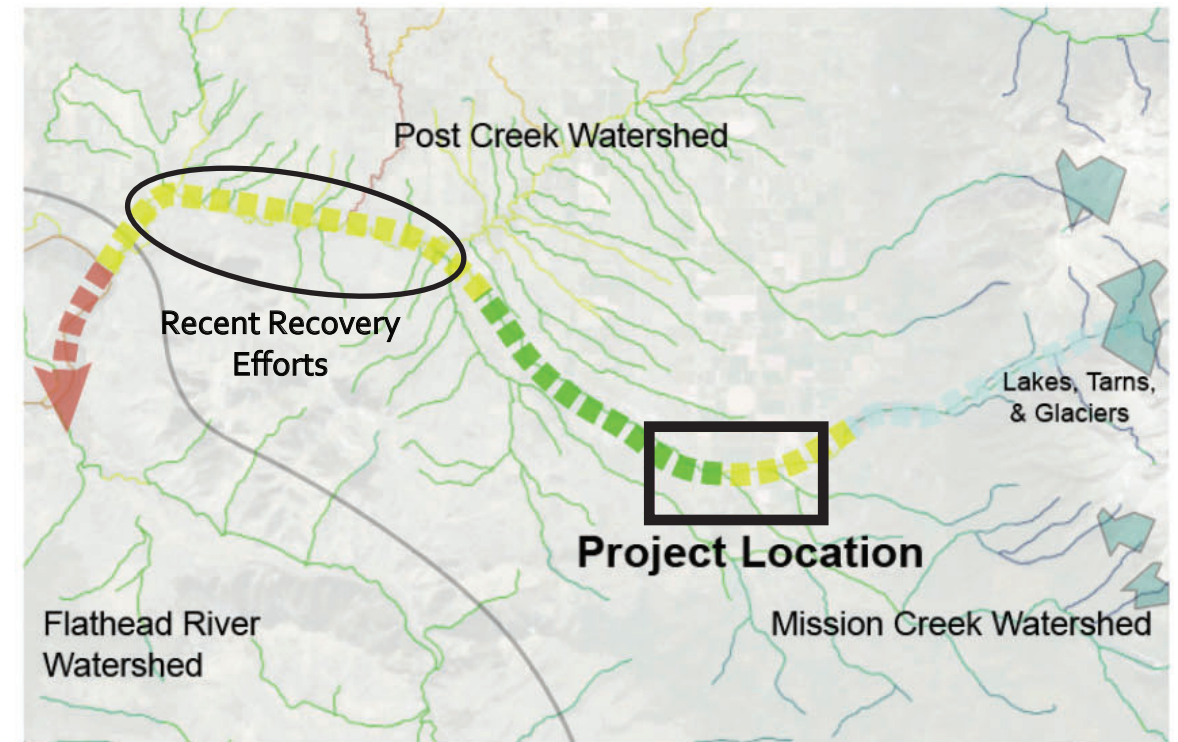 Post Creek Watershed
Recent Recovery
Efforts
Lakes, Tarns,
& Glaciers
Project Location
Flathead River
Watershed
Mission Creek Watershed